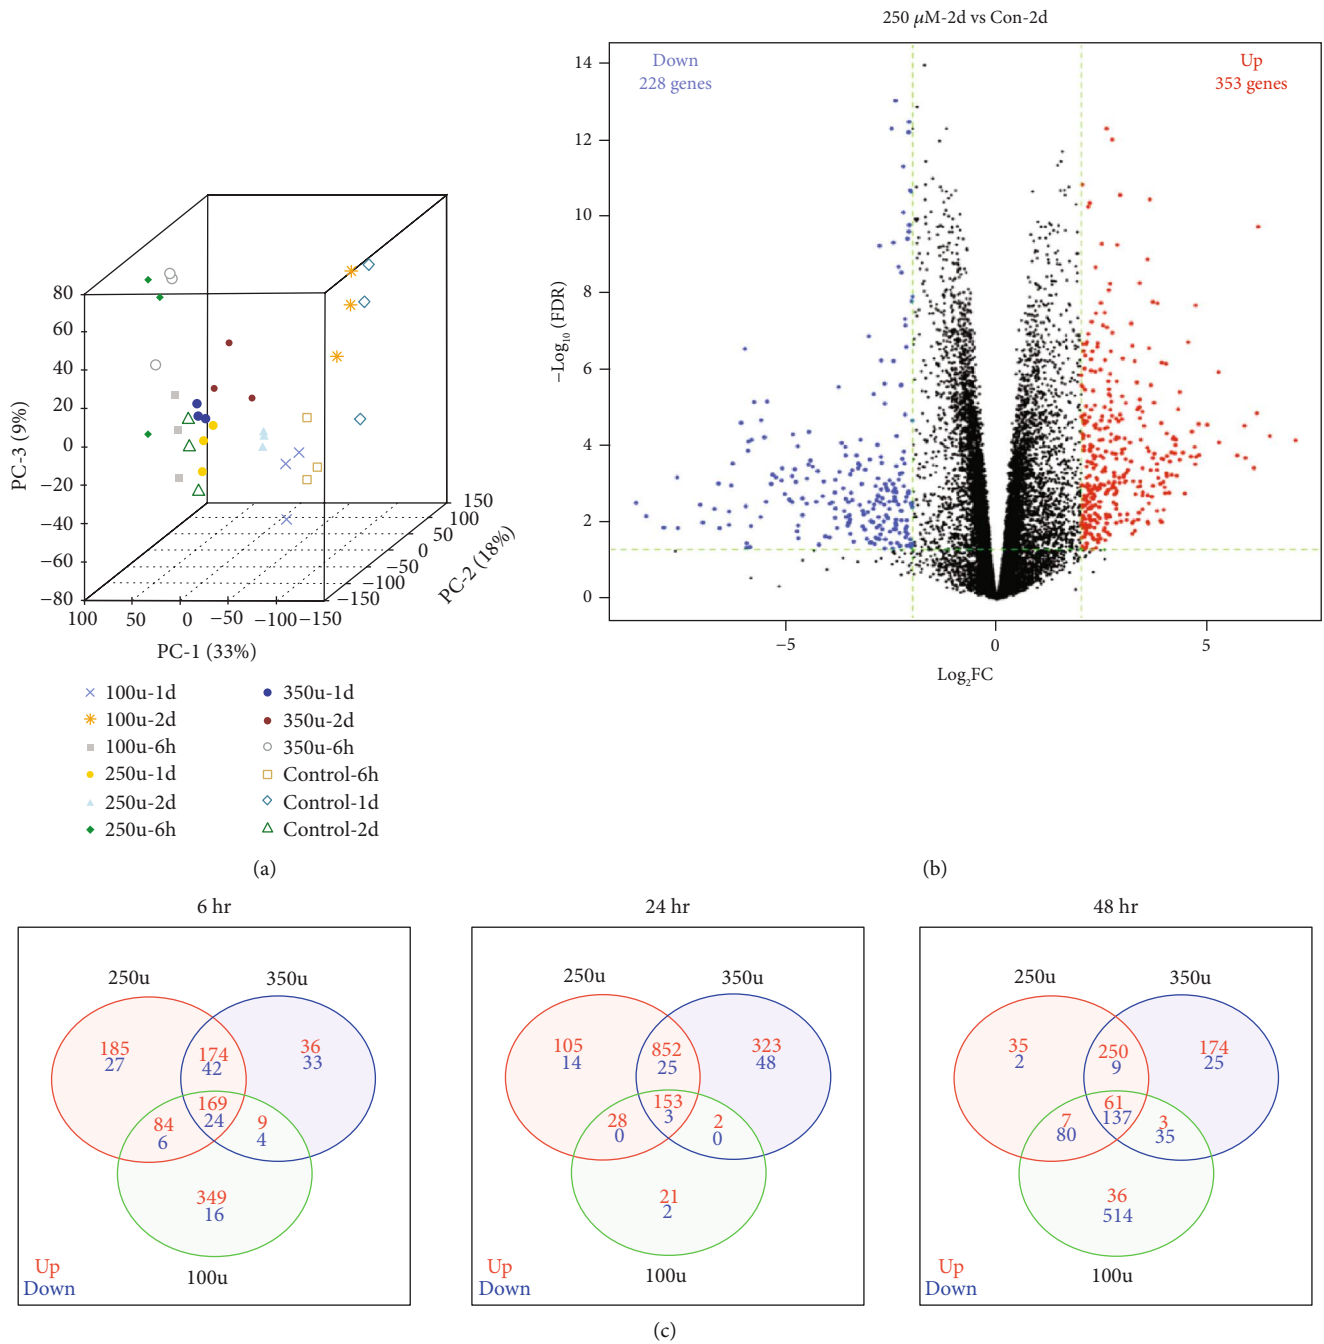 250 μM-2d vs Con-2d
Down
228 genes
Up
353 genes
14
12
10
8
6
4
2
0
−Log10 (FDR)
−5
0
5
Log2FC
80
60
40
20
0
−20
−40
−60
−80
PC-3 (9%)
100
50
0
−50
−100
−150
PC-1 (33%)
150
100
50
0
−50
−100
−150
PC-2 (18%)
100u-1d
100u-2d
100u-6h
250u-1d
250u-2d
250u-6h
350u-1d
350u-2d
350u-6h
Control-6h
Control-1d
Control-2d
(a)
(b)
6 hr
250u
350u
185
27
174
42
36
33
169
24
84
6
9
4
349
16
Up
Down
100u
24 hr
250u
350u
105
14
852
25
323
48
153
3
28
0
2
0
21
2
Up
Down
100u
48 hr
250u
350u
35
2
250
9
174
25
61
137
7
80
3
35
36
514
Up
Down
100u
(c)